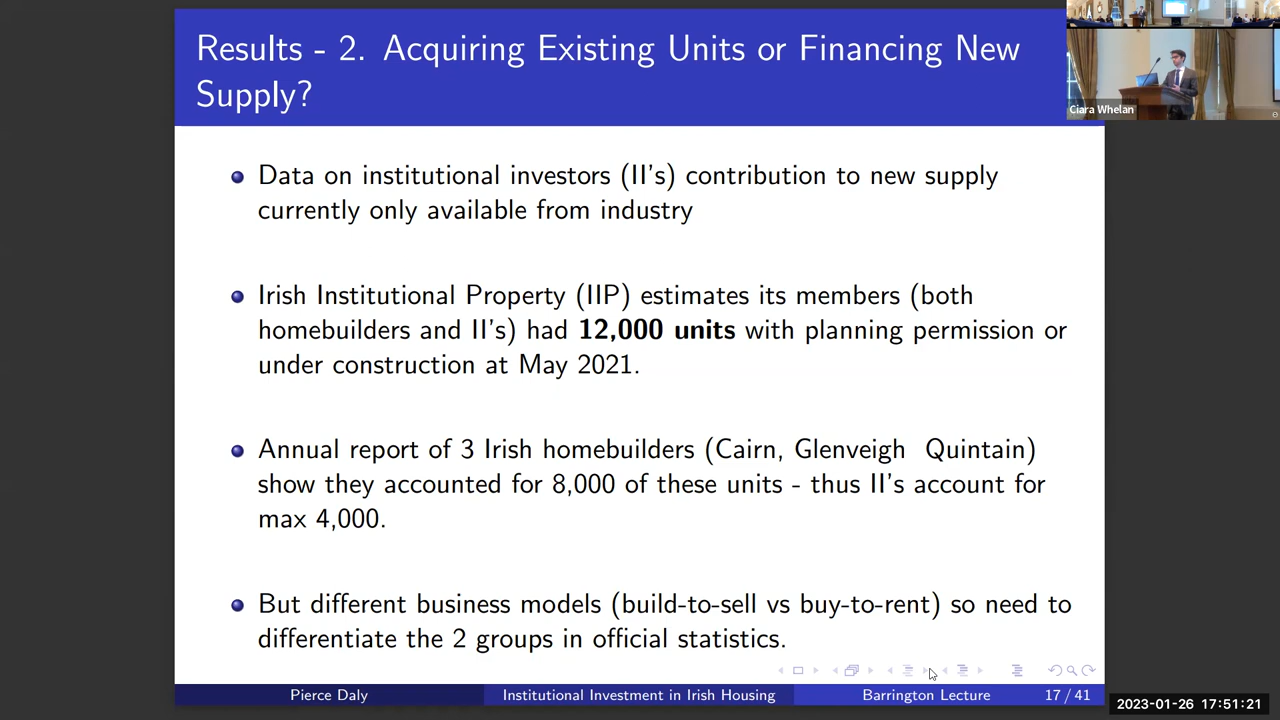 Results - 2. Acquiring Existing Units or Financing New
Supply?
Ciara Whelan
Data on institutional investors (II's) contribution to new supply
currently only available from industry
Irish Institutional Property (IIP) estimates its members (both
homebuilders and II's) had 12,000 units with planning permission or
under construction at May 2021.
Annual report of 3 Irish homebuilders (Cairn, Glenveigh Quintain)
show they accounted for 8,000 of these units - thus II's account for
max 4,000.
But different business models (build-to-sell vs buy-to-rent) so need to
differentiate the 2 groups in official statistics.
Pierce Daly Institutional Investment in Irish Housing Barrington Lecture 17 / 41
2023-01-26 17:51:21